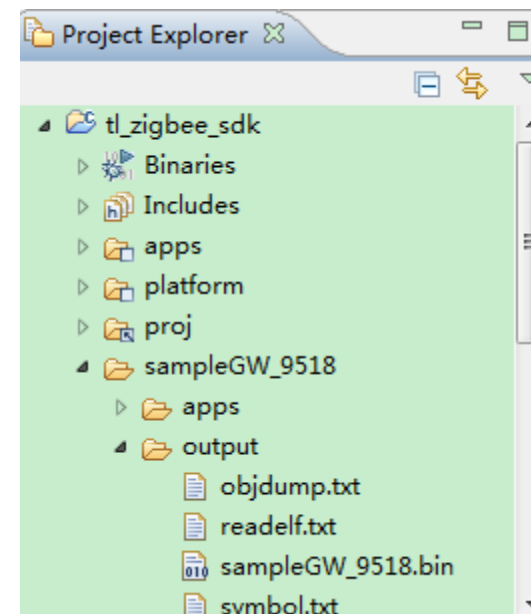 Project Explorer
tl_zigbee_sdk
Binaries
Includes
apps
platform
proj
sampleGW_9518
apps
output
objdump.txt
readelf.txt
sampleGW_9518.bin
symbol.txt